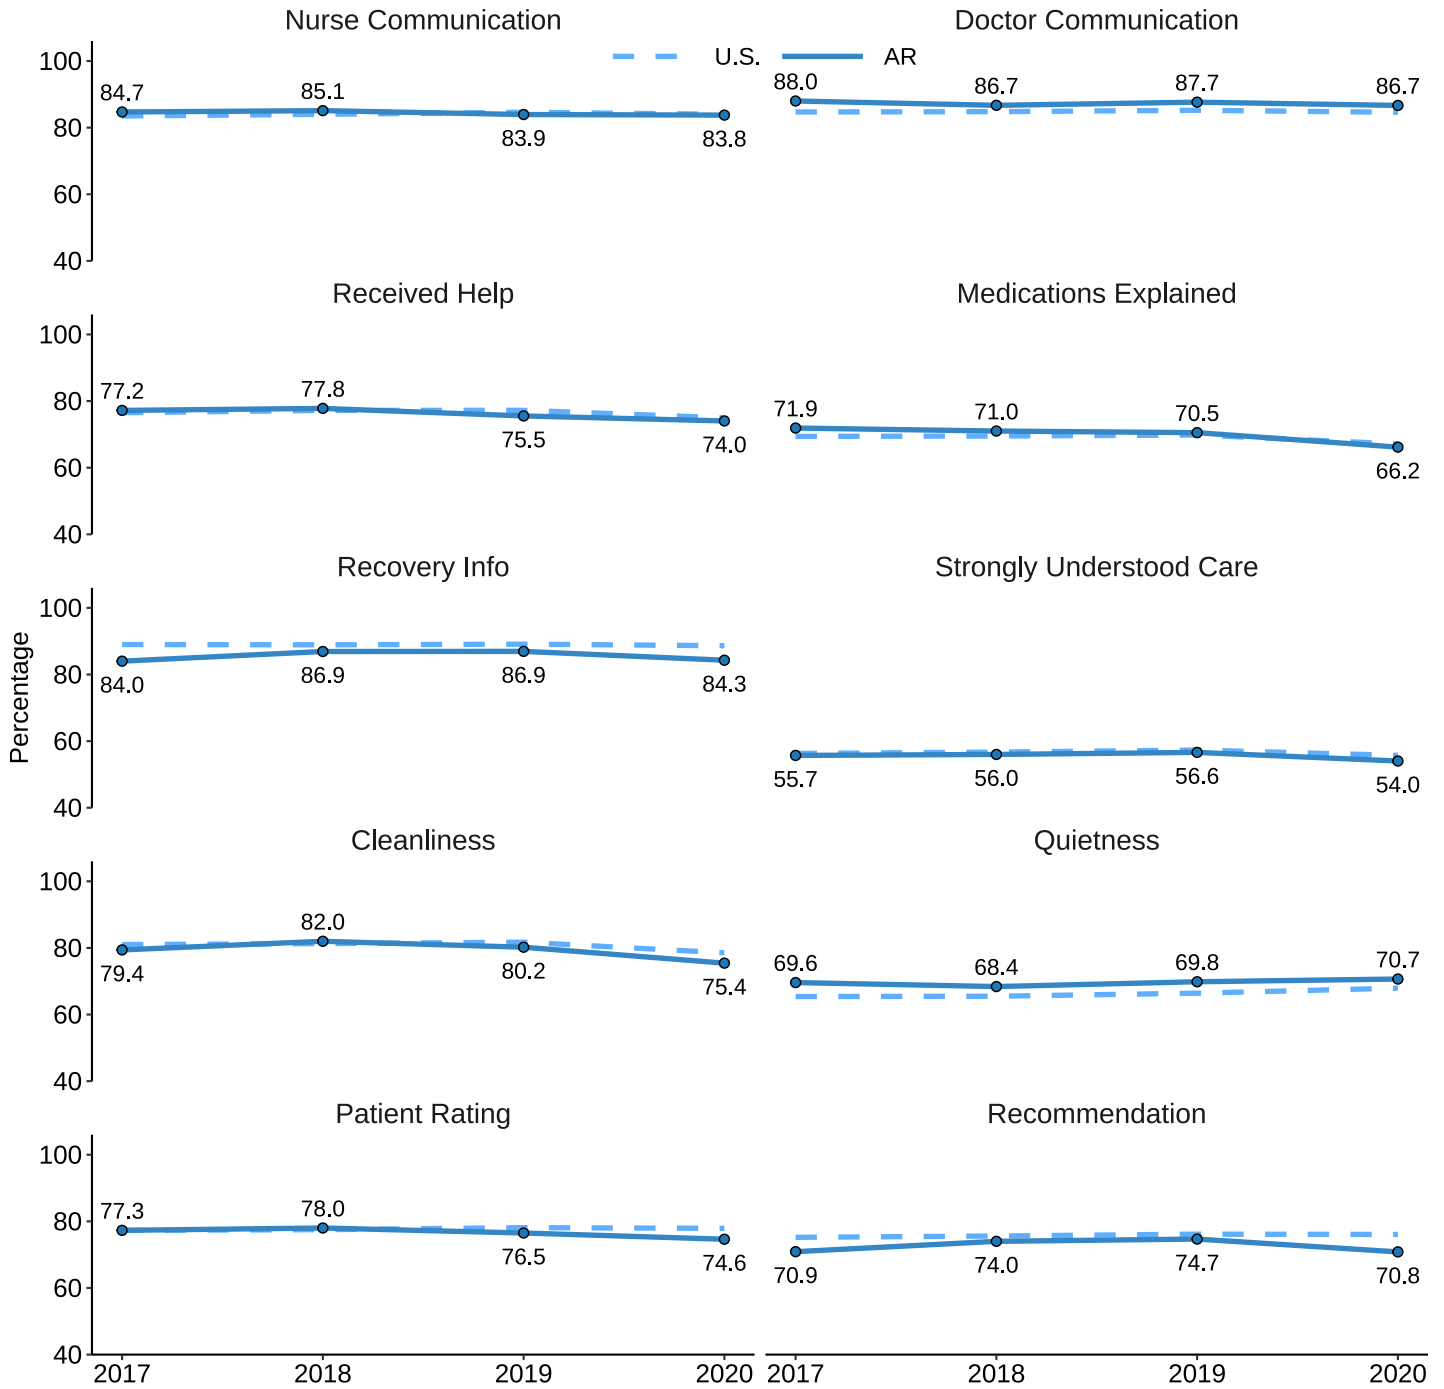 Nurse Communication
Doctor Communication
U.S. AR
100
80
60
40
84.7 85.1 83.9 83.8
88.0 86.7 87.7 86.7
Received Help
Medications Explained
100
80
60
40
77.2 77.8 75.5 74.0
71.9 71.0 70.5 66.2
Recovery Info
Strongly Understood Care
Percentage
100
80
60
40
84.0 86.9 86.9 84.3
55.7 56.0 56.6 54.0
Cleanliness
Quietness
100
80
60
40
79.4 82.0 80.2 75.4
69.6 68.4 69.8 70.7
Patient Rating
Recommendation
100
80
60
40
77.3 78.0 76.5 74.6
70.9 74.0 74.7 70.8
2017 2018 2019 2020 2017 2018 2019 2020